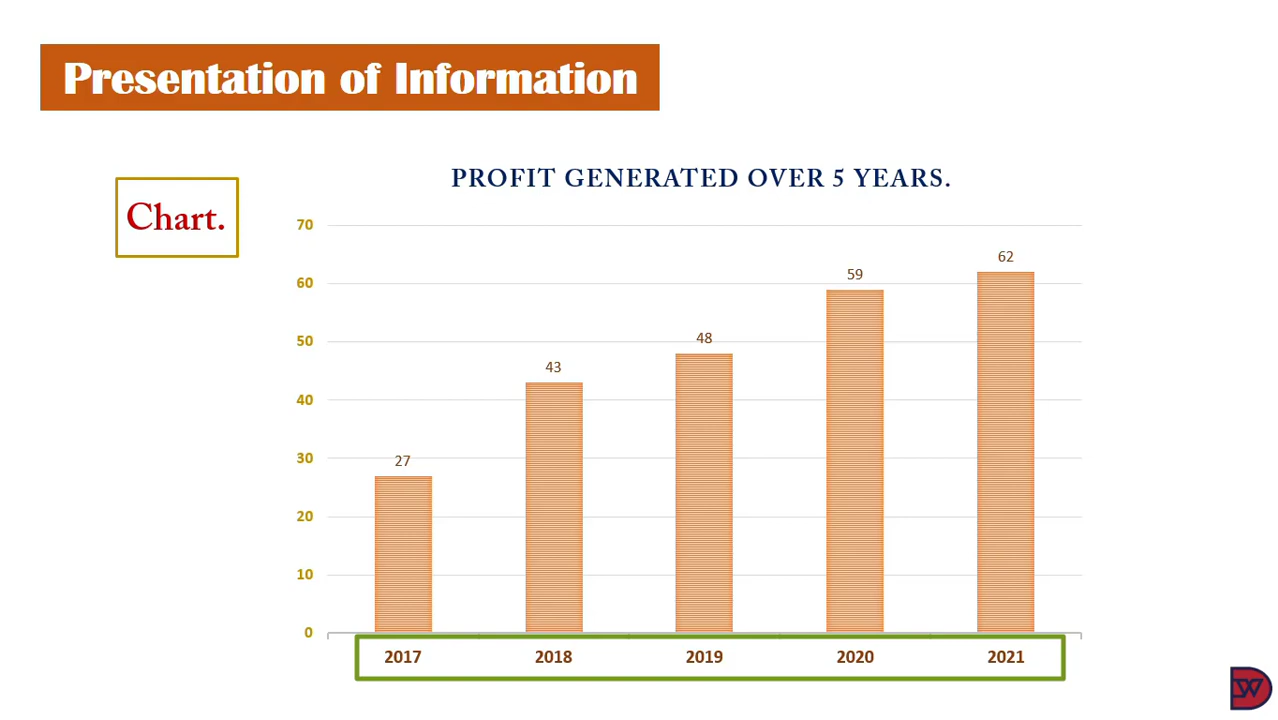 Presentation of Information
Chart.
PROFIT GENERATED OVER 5 YEARS.
70
60
50
40
30
20
10
0
27
43
48
59
62
2017 2018 2019 2020 2021
DW